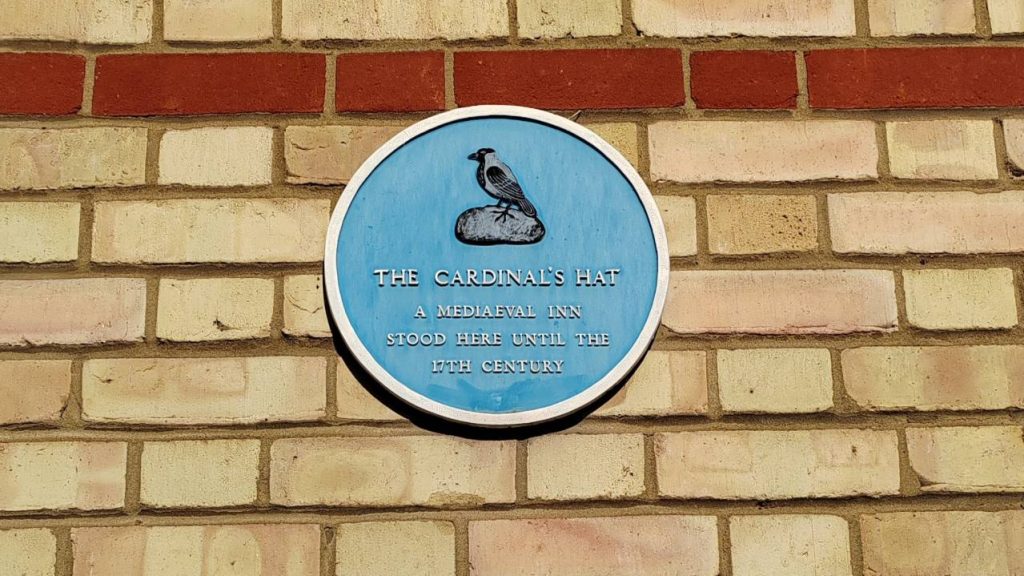 THE CARDINAL'S HAT
A MEDIAEVAL INN
STOOD HERE UNTIL THE
17TH CENTURY